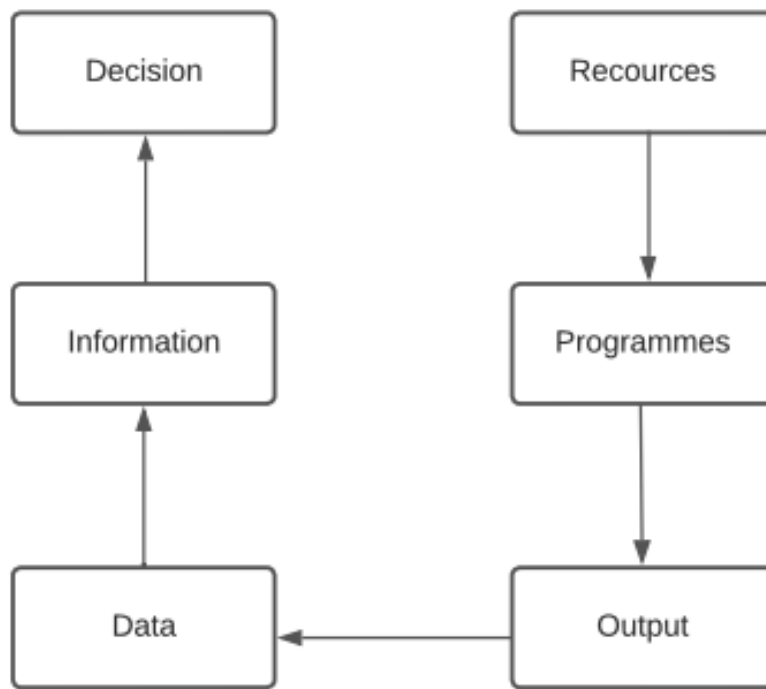 Decision
Recources
Information
Programmes
Data
Output